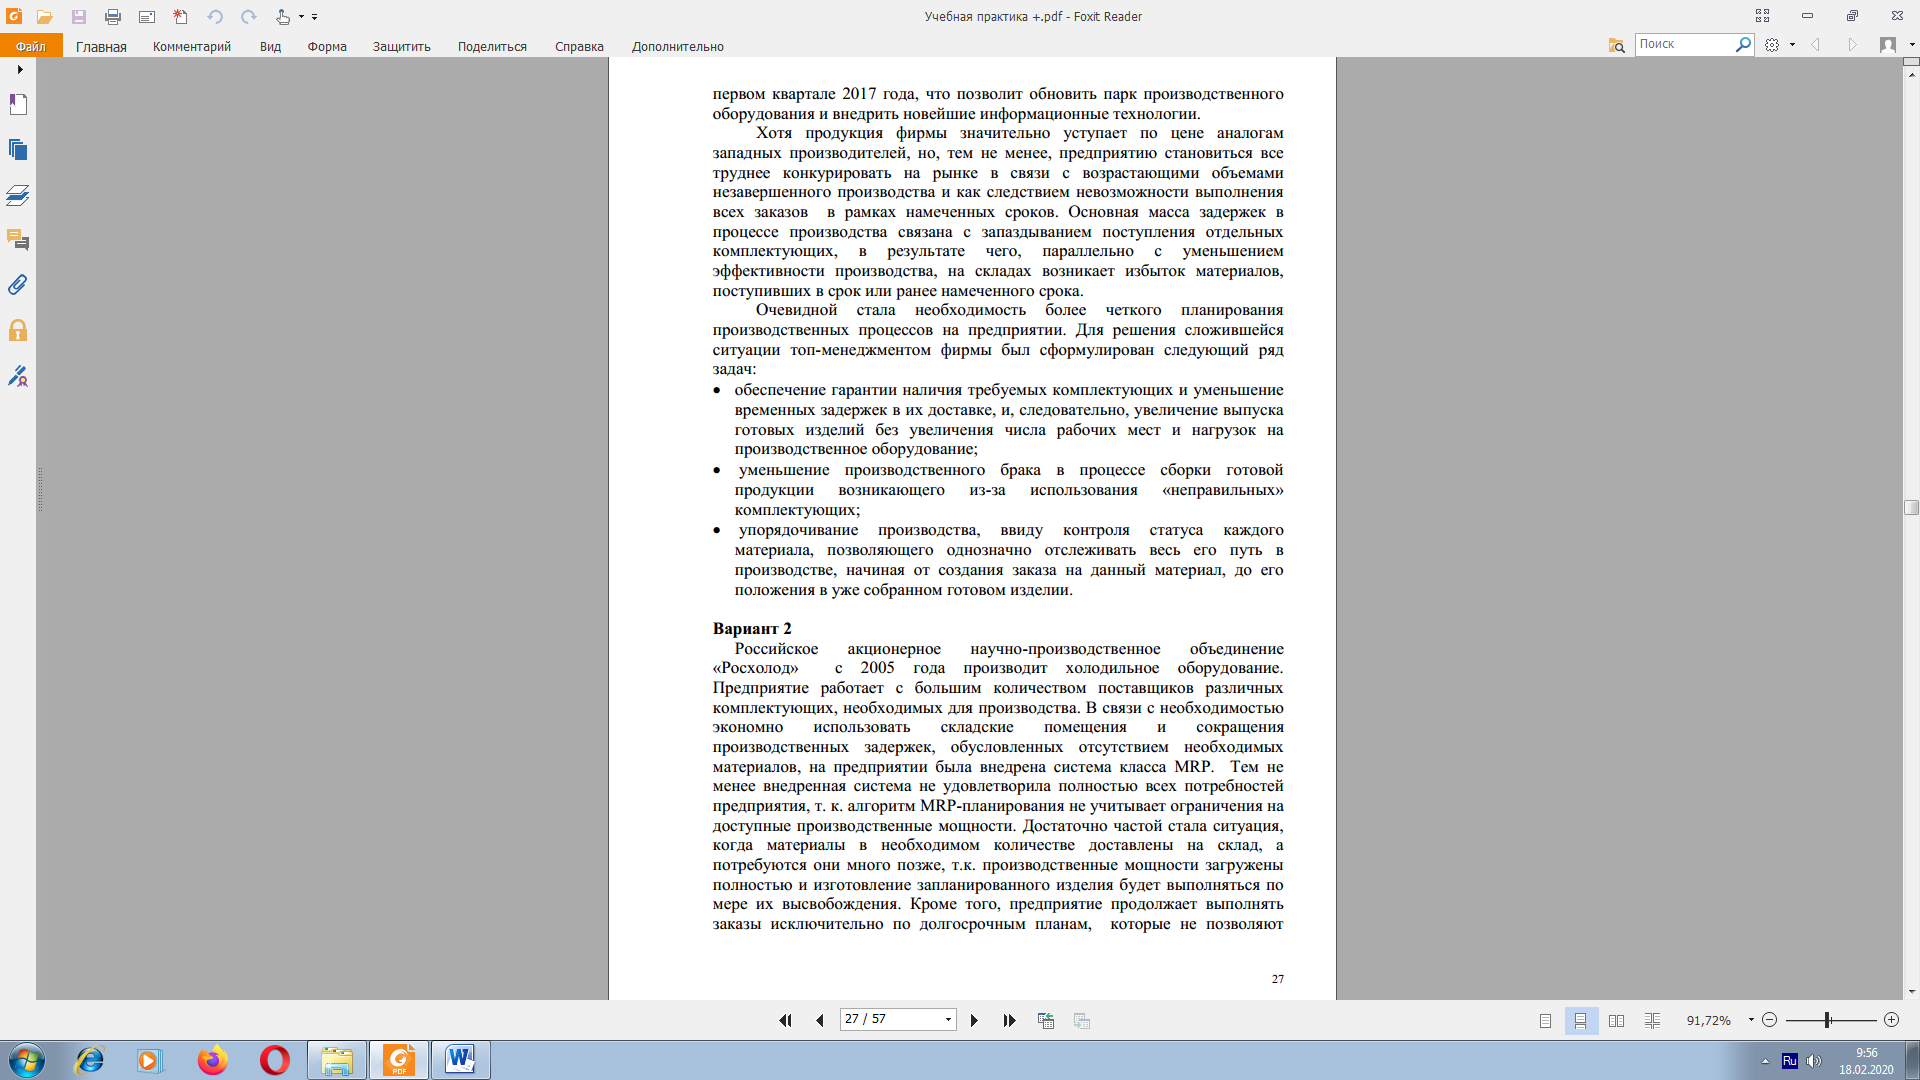 Учебная практика +.pdf - Foxit Reader
Файл Главная Комментарий Вид Форма Защитить Поделиться Справка Дополнительно Поиск
первом квартале 2017 года, что позволит обновить парк производственного
оборудования и внедрить новейшие информационные технологии.
Хотя продукция фирмы значительно уступает по цене аналогам
западных производителей, но, тем не менее, предприятию становиться все
труднее конкурировать на рынке в связи с возрастающими объемами
незавершенного производства и как следствием невозможности выполнения
всех заказов в рамках намеченных сроков. Основная масса задержек в
процессе производства связана с запаздыванием поступления отдельных
комплектующих, в результате чего, параллельно с уменьшением
эффективности производства, на складах возникает избыток материалов,
поступивших в срок или ранее намеченного срока.
Очевидной стала необходимость более четкого планирования
производственных процессов на предприятии. Для решения сложившейся
ситуации топ-менеджментом фирмы был сформулирован следующий ряд
задач:
• обеспечение гарантии наличия требуемых комплектующих и уменьшение
временных задержек в их доставке, и, следовательно, увеличение выпуска
готовых изделий без увеличения числа рабочих мест и нагрузок на
производственное оборудование;
• уменьшение производственного брака в процессе сборки готовой
продукции возникающего из-за использования «неправильных»
комплектующих;
• упорядочивание производства, ввиду контроля статуса каждого
материала, позволяющего однозначно отслеживать весь его путь в
производстве, начиная от создания заказа на данный материал, до его
положения в уже собранном готовом изделии.
Вариант 2
Российское акционерное научно-производственное объединение
«Росхолод» с 2005 года производит холодильное оборудование.
Предприятие работает с большим количеством поставщиков различных
комплектующих, необходимых для производства. В связи с необходимостью
экономно использовать складские помещения и сокращения
производственных задержек, обусловленных отсутствием необходимых
материалов, на предприятии была внедрена система класса MRP. Тем не
менее внедренная система не удовлетворила полностью всех потребностей
предприятия, т. к. алгоритм MRP-планирования не учитывает ограничения на
доступные производственные мощности. Достаточно частой стала ситуация,
когда материалы в необходимом количестве доставлены на склад, а
потребуются они много позже, т.к. производственные мощности загружены
полностью и изготовление запланированного изделия будет выполняться по
мере их высвобождения. Кроме того, предприятие продолжает выполнять
заказы исключительно по долгосрочным планам, которые не позволяют
27
27 / 57
91,72%
PDF
Ru
9:56
18.02.2020